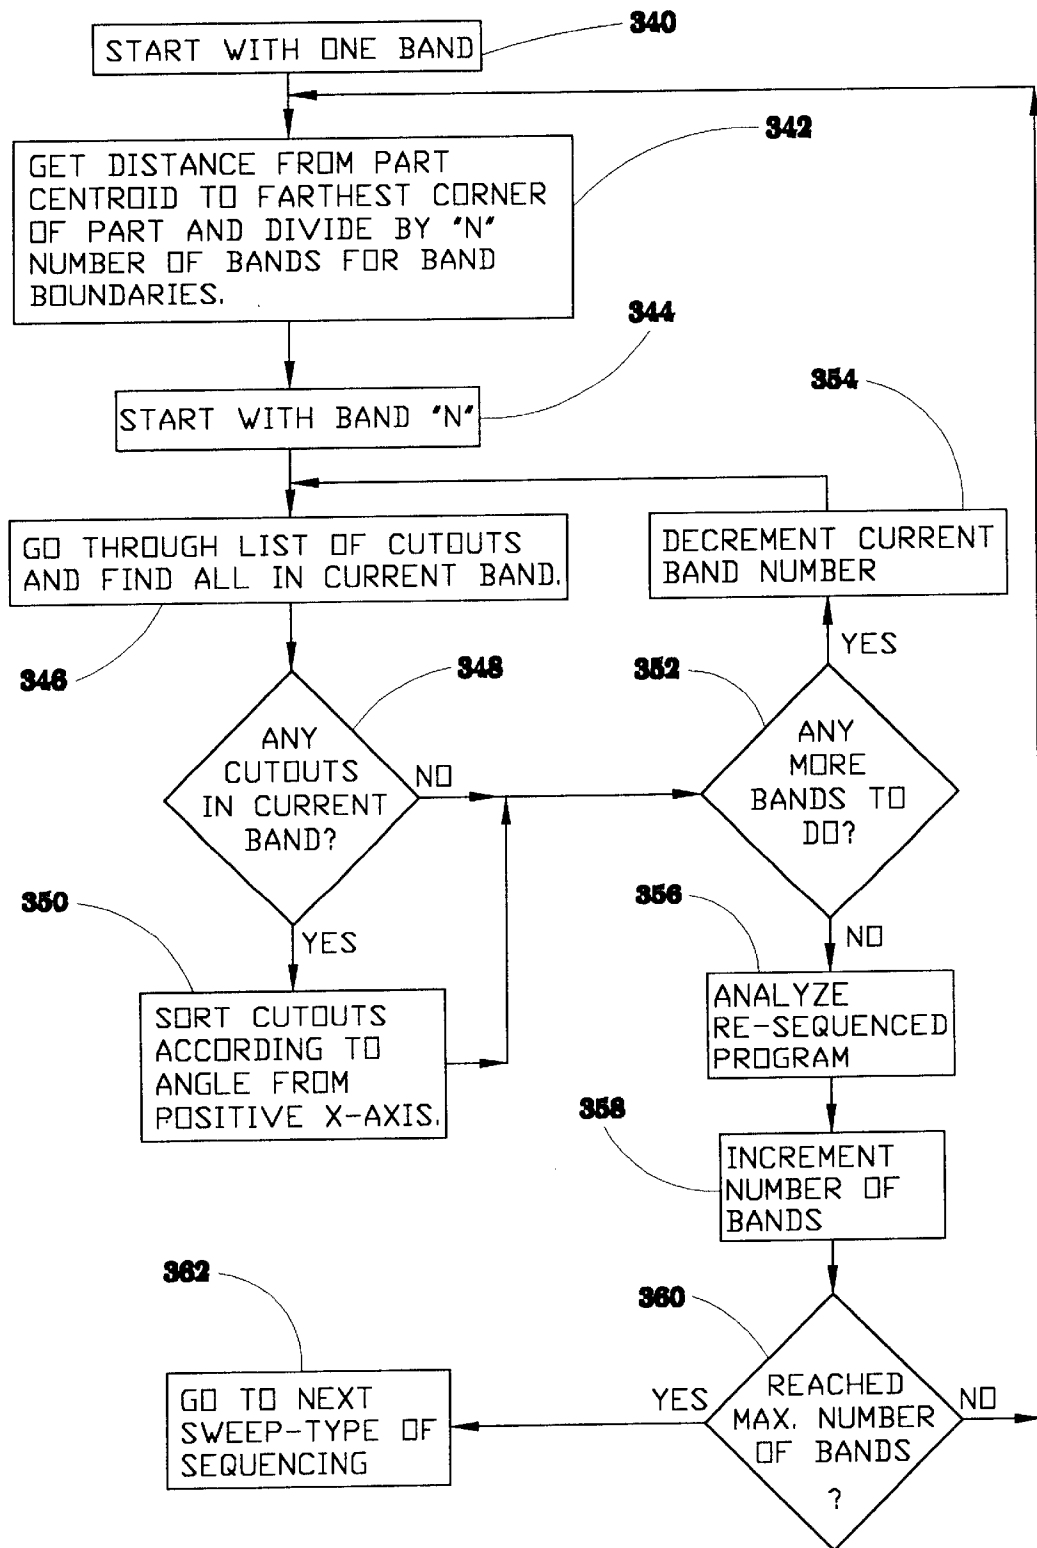 340
START WITH ONE BAND
342
GET DISTANCE FROM PART
CENTROID TO FARTHEST CORNER
OF PART AND DIVIDE BY "N"
NUMBER OF BANDS FOR BAND
BOUNDARIES.
344
START WITH BAND "N"
354
GO THROUGH LIST OF CUTOUTS
AND FIND ALL IN CURRENT BAND.
DECREMENT CURRENT
BAND NUMBER
346
348
352
YES
ANY
CUTOUTS
IN CURRENT
BAND?
NO
ANY
MORE
BANDS TO
DO?
350
YES
356
NO
SORT CUTOUTS
ACCORDING TO
ANGLE FROM
POSITIVE X-AXIS.
ANALYZE
RE-SEQUENCED
PROGRAM
358
INCREMENT
NUMBER OF
BANDS
362
360
GO TO NEXT
SWEEP-TYPE OF
SEQUENCING
YES
REACHED
MAX. NUMBER
OF BANDS
?
NO